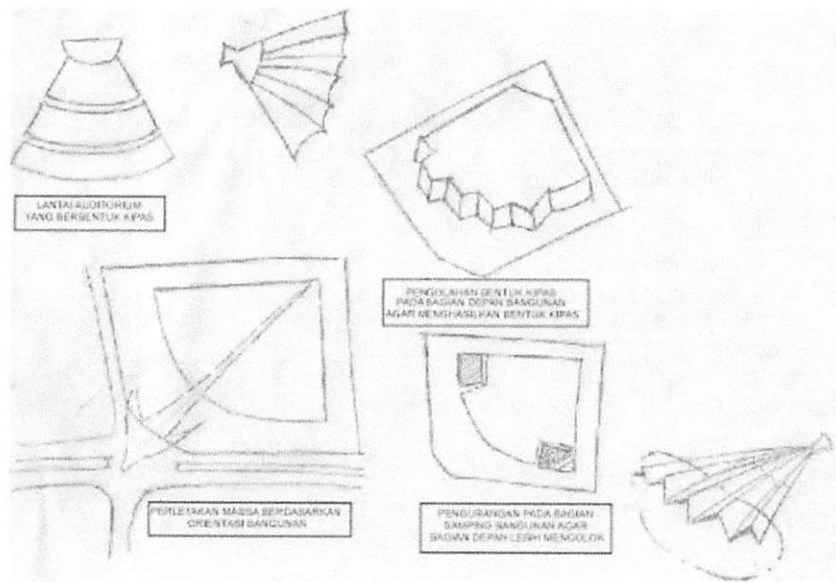 LANTAI AUDITORIUM
YANG BERBENTUK KIPAS
PENGOLAHAN BENTUK KIPAS
PADA BAGIAN DEPAN BANGUNAN
AGAR MENGHASILKAN BENTUK KIPAS
PERLETAKAN MASSA BERDASARKAN
ORIENTASI BANGUNAN
PENGURANGAN PADA BAGIAN
SAMPING BANGUNAN AGAR
BAGIAN DEPAN LEBIH MENCOLOK